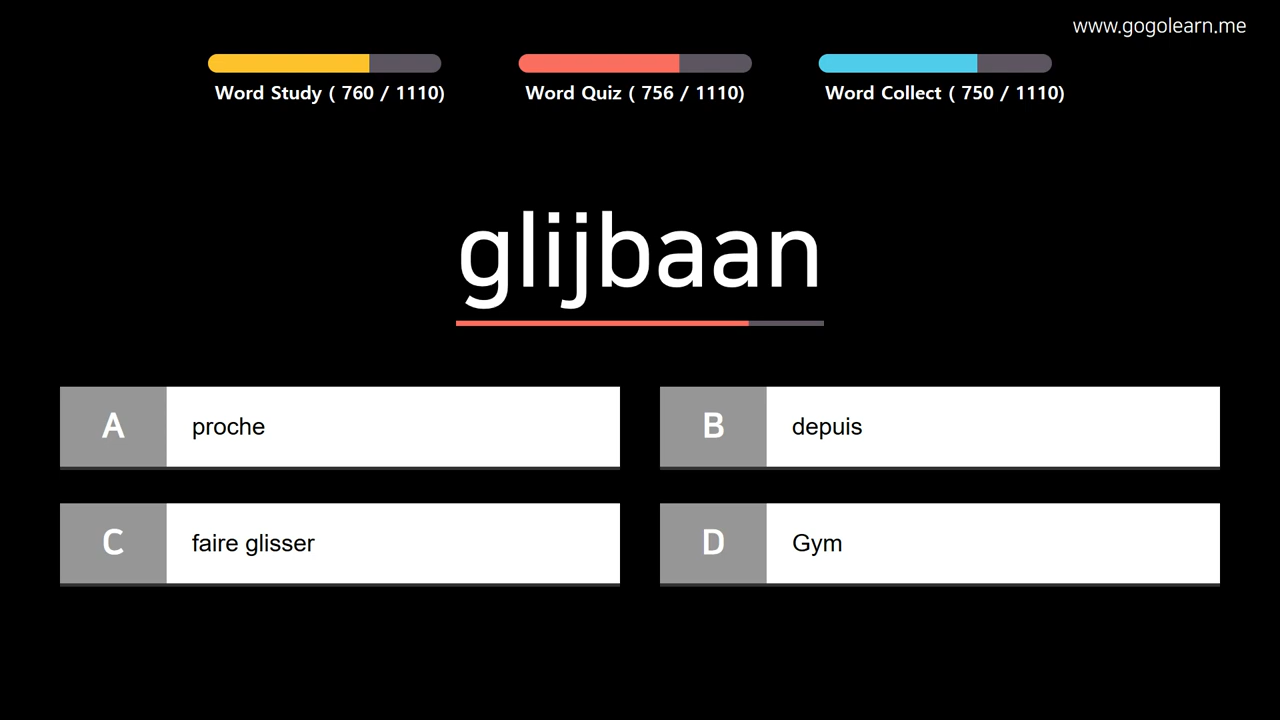 www.gogolearn.me
Word Study ( 760 / 1110)
Word Quiz ( 756 / 1110)
Word Collect ( 750 / 1110)
glijbaan
A
proche
B
depuis
C
faire glisser
D
Gym